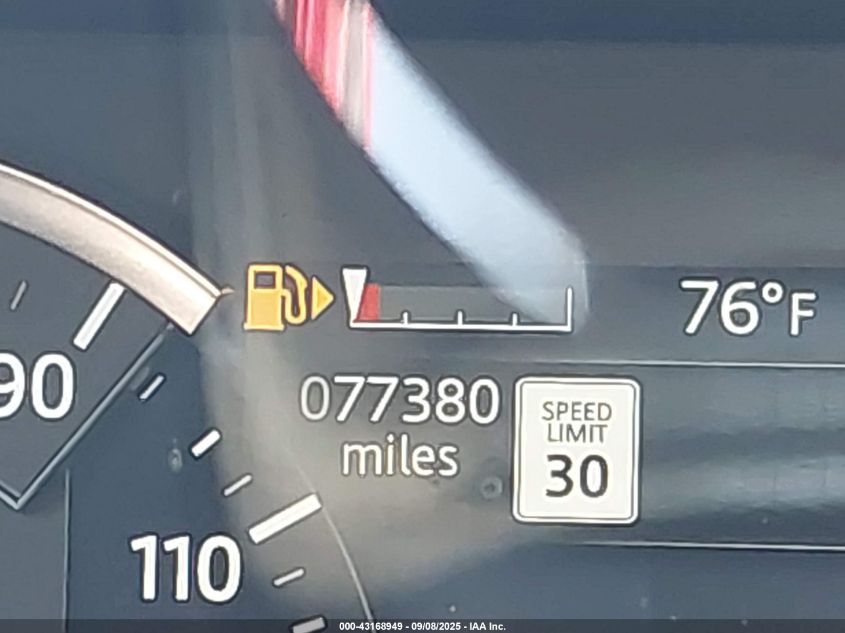 76°F
90
077380
miles
SPEED
LIMIT
30
110
000-43168949 - 09/08/2025 - IAA Inc.